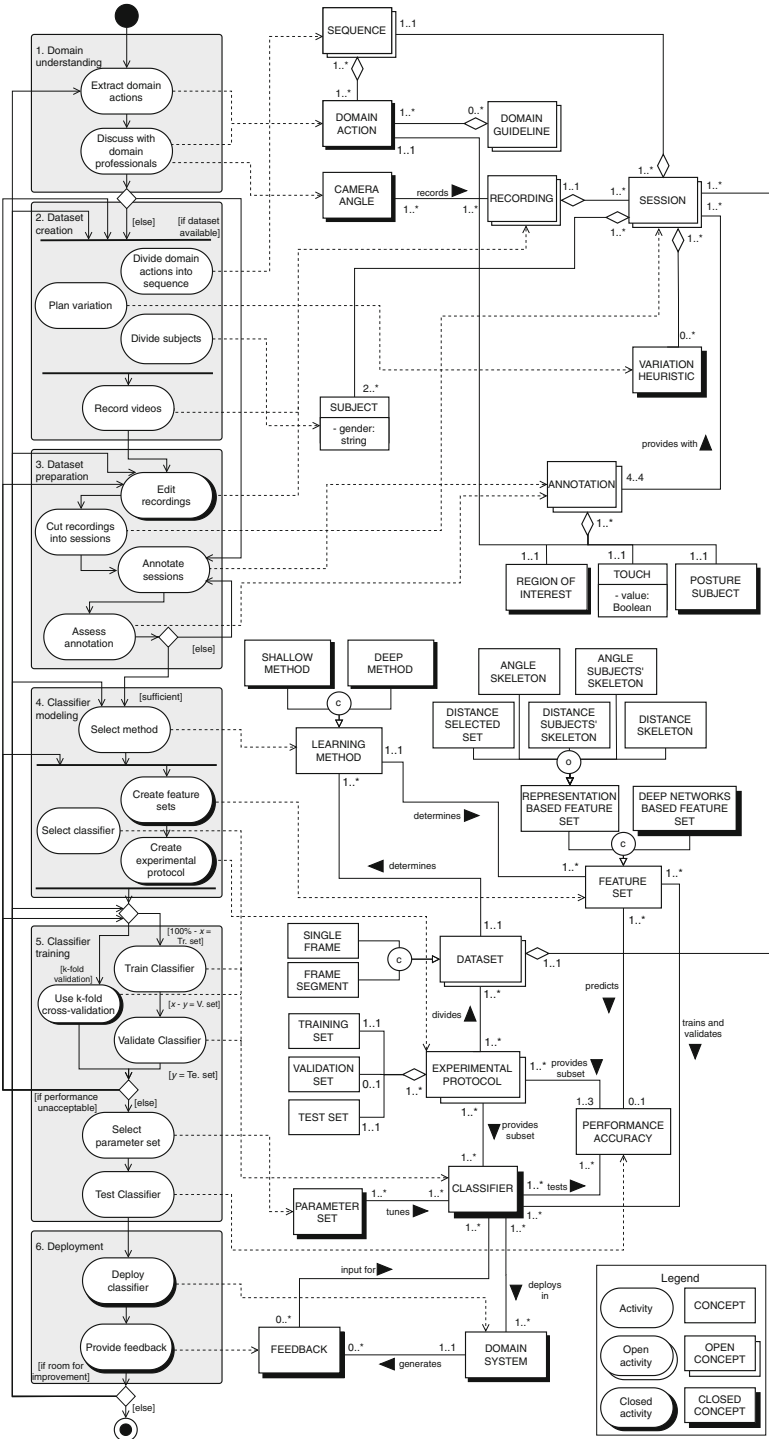 1. Domain
understanding
Extract domain
actions
Discuss with
domain
professionals
[else]
[if dataset
available]
2. Dataset
creation
Divide domain
actions into
sequence
Plan variation
Divide subjects
Record videos
3. Dataset
preparation
Edit
recordings
Cut recordings
into sessions
Annotate
sessions
Assess
annotation
[else]
[sufficient]
4. Classifier
modeling
Select method
Create feature
sets
Select classifier
Create
experimental
protocol
5. Classifier
training
[100% - x =
Tr. set]
[k-fold
validation]
Train Classifier
Use k-fold
cross-validation
[x - y = V. set]
Validate Classifier
[y = Te. set]
[if performance
unacceptable]
[else]
Select
parameter set
Test Classifier
6. Deployment
Deploy
classifier
Provide feedback
[if room for
improvement]
[else]
SEQUENCE
1..1
1..*
1..*
DOMAIN
ACTION
1..*
0..*
DOMAIN
GUIDELINE
1..1
CAMERA
ANGLE
records
1..*
1..*
RECORDING
1..1
1..*
1..*
SESSION
1..*
1..*
1..*
1..*
0..*
VARIATION
HEURISTIC
2..*
SUBJECT
- gender:
string
provides with
ANNOTATION
4..4
1..*
1..1
1..1
1..1
REGION OF
INTEREST
TOUCH
- value:
Boolean
POSTURE
SUBJECT
SHALLOW
METHOD
DEEP
METHOD
c
LEARNING
METHOD
1..1
1..*
ANGLE
SKELETON
ANGLE
SUBJECTS'
SKELETON
DISTANCE
SELECTED
SET
DISTANCE
SUBJECTS'
SKELETON
DISTANCE
SKELETON
o
REPRESENTATION
BASED FEATURE
SET
DEEP NETWORKS
BASED FEATURE
SET
c
determines
determines
1..*
FEATURE
SET
1..*
1..*
SINGLE
FRAME
FRAME
SEGMENT
c
1..1
DATASET
1..1
1..*
divides
predicts
trains and
validates
TRAINING
SET
1..1
VALIDATION
SET
0..1
TEST SET
1..1
1..*
1..*
EXPERIMENTAL
PROTOCOL
1..*
provides
subset
1..*
provides
subset
1..3
0..1
PERFORMANCE
ACCURACY
1..*
1..*
CLASSIFIER
1..*
tests
1..*
PARAMETER
SET
1..*
tunes
1..*
1..*
1..*
input for
deploys
in
0..*
1..*
FEEDBACK
0..*
generates
1..1
DOMAIN
SYSTEM
Legend
Activity
CONCEPT
Open
activity
OPEN
CONCEPT
Closed
activity
CLOSED
CONCEPT